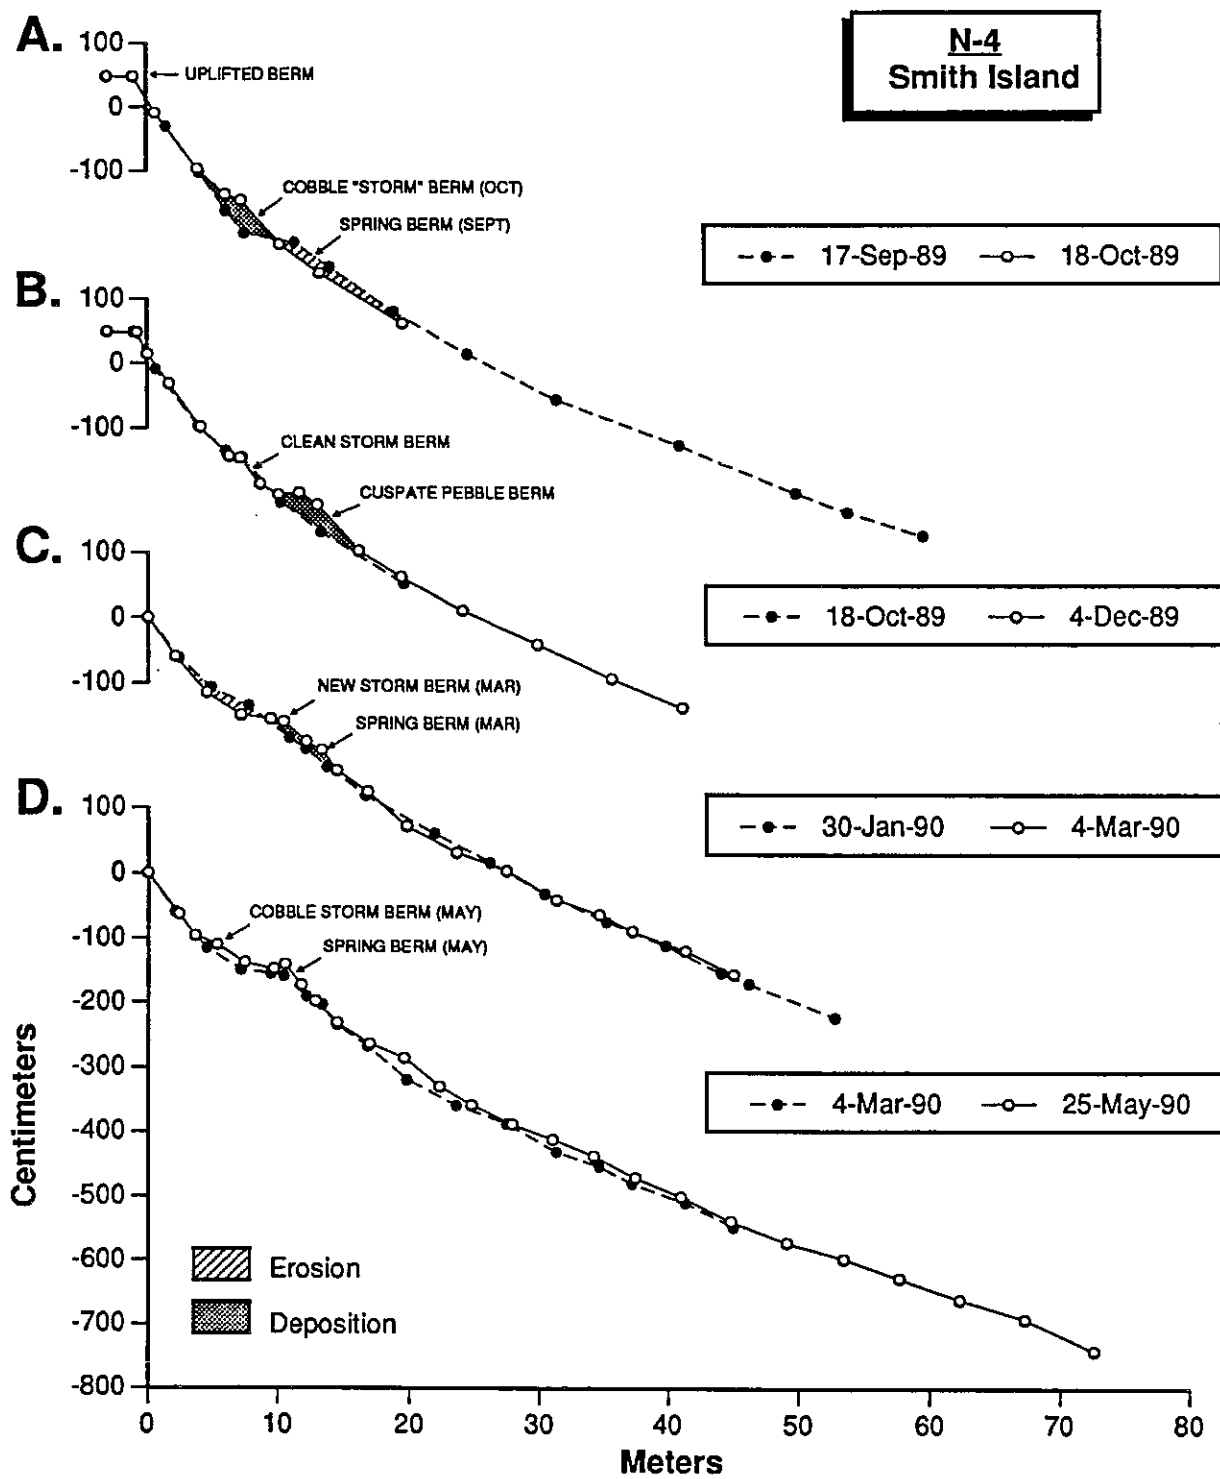 A.
100
0
-100
UPLIFTED BERM
N-4
Smith Island
COBBLE "STORM" BERM (OCT)
SPRING BERM (SEPT)
17-Sep-89 18-Oct-89
B.
100
0
-100
CLEAN STORM BERM
CUSPATE PEBBLE BERM
18-Oct-89 4-Dec-89
C.
100
0
-100
NEW STORM BERM (MAR)
SPRING BERM (MAR)
30-Jan-90 4-Mar-90
D.
100
0
-100
-200
-300
-400
-500
-600
-700
-800
COBBLE STORM BERM (MAY)
SPRING BERM (MAY)
4-Mar-90 25-May-90
Centimeters
Erosion
Deposition
0 10 20 30 40 50 60 70 80
Meters